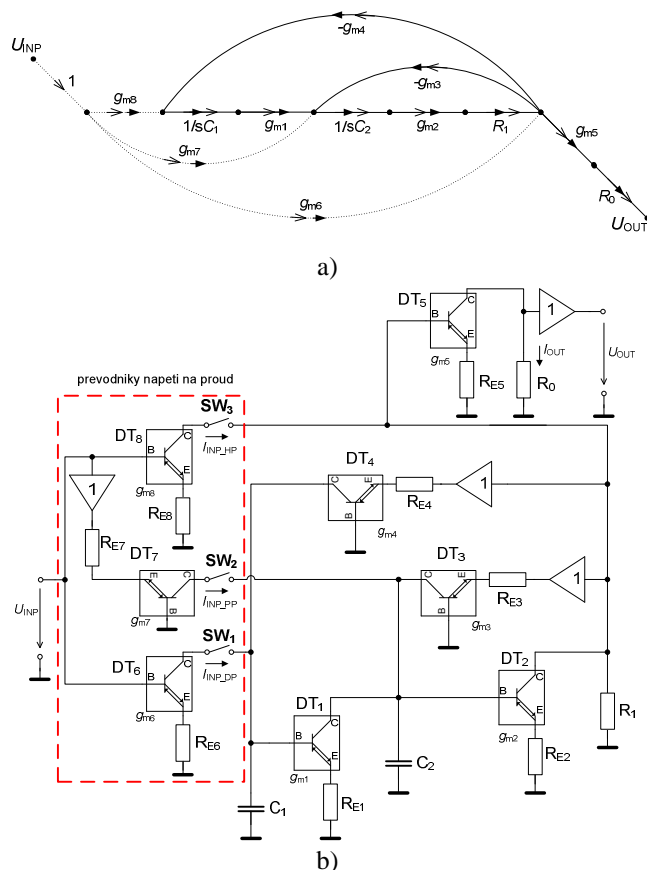 U_INP
1
-g_m4
-g_m3
g_m8
1/sC_1
g_m1
1/sC_2
g_m2
R_1
g_m5
g_m7
g_m6
R_0
U_OUT
a)
DT_5
C
B
E
g_m5
R_E5
1
I_OUT
R_0
U_OUT
prevodniky napeti na proud
SW_3
I_INP_HP
DT_8
C
B
E
g_m8
R_E8
1
R_E7
DT_4
C
E
B
g_m4
R_E4
1
DT_7
E
C
B
g_m7
SW_2
I_INP_PP
DT_3
C
E
B
g_m3
R_E3
1
U_INP
SW_1
I_INP_DP
DT_6
C
B
E
g_m6
R_E6
DT_1
C
B
E
g_m1
R_E1
DT_2
C
B
E
g_m2
R_E2
R_1
C_2
C_1
b)